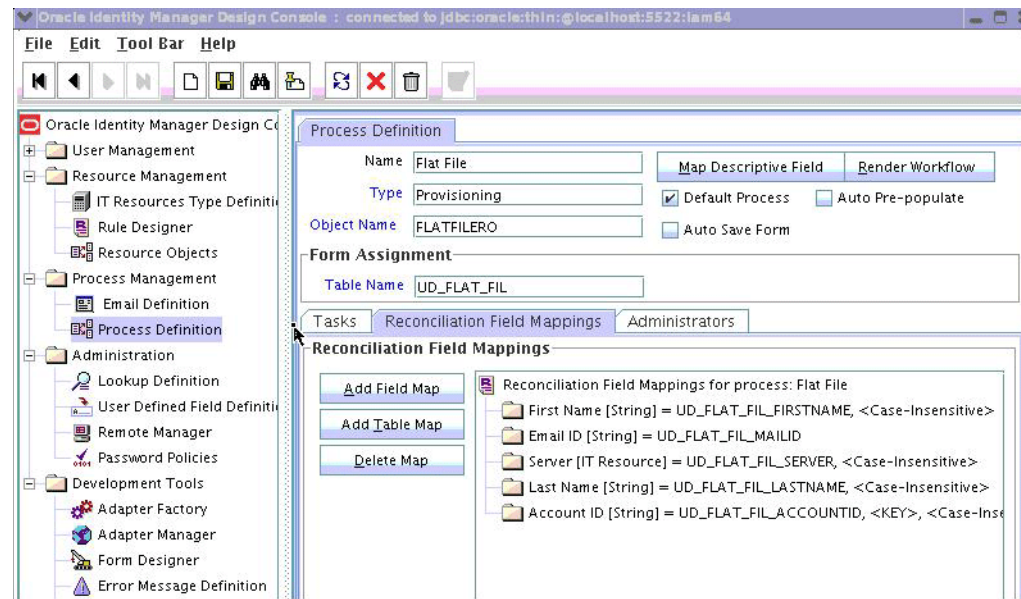 Oracle Identity Manager Design Console : connected to jdbc:oracle:thin:@localhost:5522:iam64
File Edit Tool Bar Help
Oracle Identity Manager Design Co
User Management
Resource Management
IT Resources Type Definiti
Rule Designer
Resource Objects
Process Management
Email Definition
Process Definition
Administration
Lookup Definition
User Defined Field Definiti
Remote Manager
Password Policies
Development Tools
Adapter Factory
Adapter Manager
Form Designer
Error Message Definition
Process Definition
Name Flat File
Map Descriptive Field Render Workflow
Type Provisioning
Default Process Auto Pre-populate
Object Name FLATFILERO
Auto Save Form
Form Assignment
Table Name UD_FLAT_FIL
Tasks Reconciliation Field Mappings Administrators
Reconciliation Field Mappings
Add Field Map
Add Table Map
Delete Map
Reconciliation Field Mappings for process: Flat File
First Name [String] = UD_FLAT_FIL_FIRSTNAME, <Case-Insensitive>
Email ID [String] = UD_FLAT_FIL_MAILID
Server [IT Resource] = UD_FLAT_FIL_SERVER, <Case-Insensitive>
Last Name [String] = UD_FLAT_FIL_LASTNAME, <Case-Insensitive>
Account ID [String] = UD_FLAT_FIL_ACCOUNTID, <KEY>, <Case-Inse